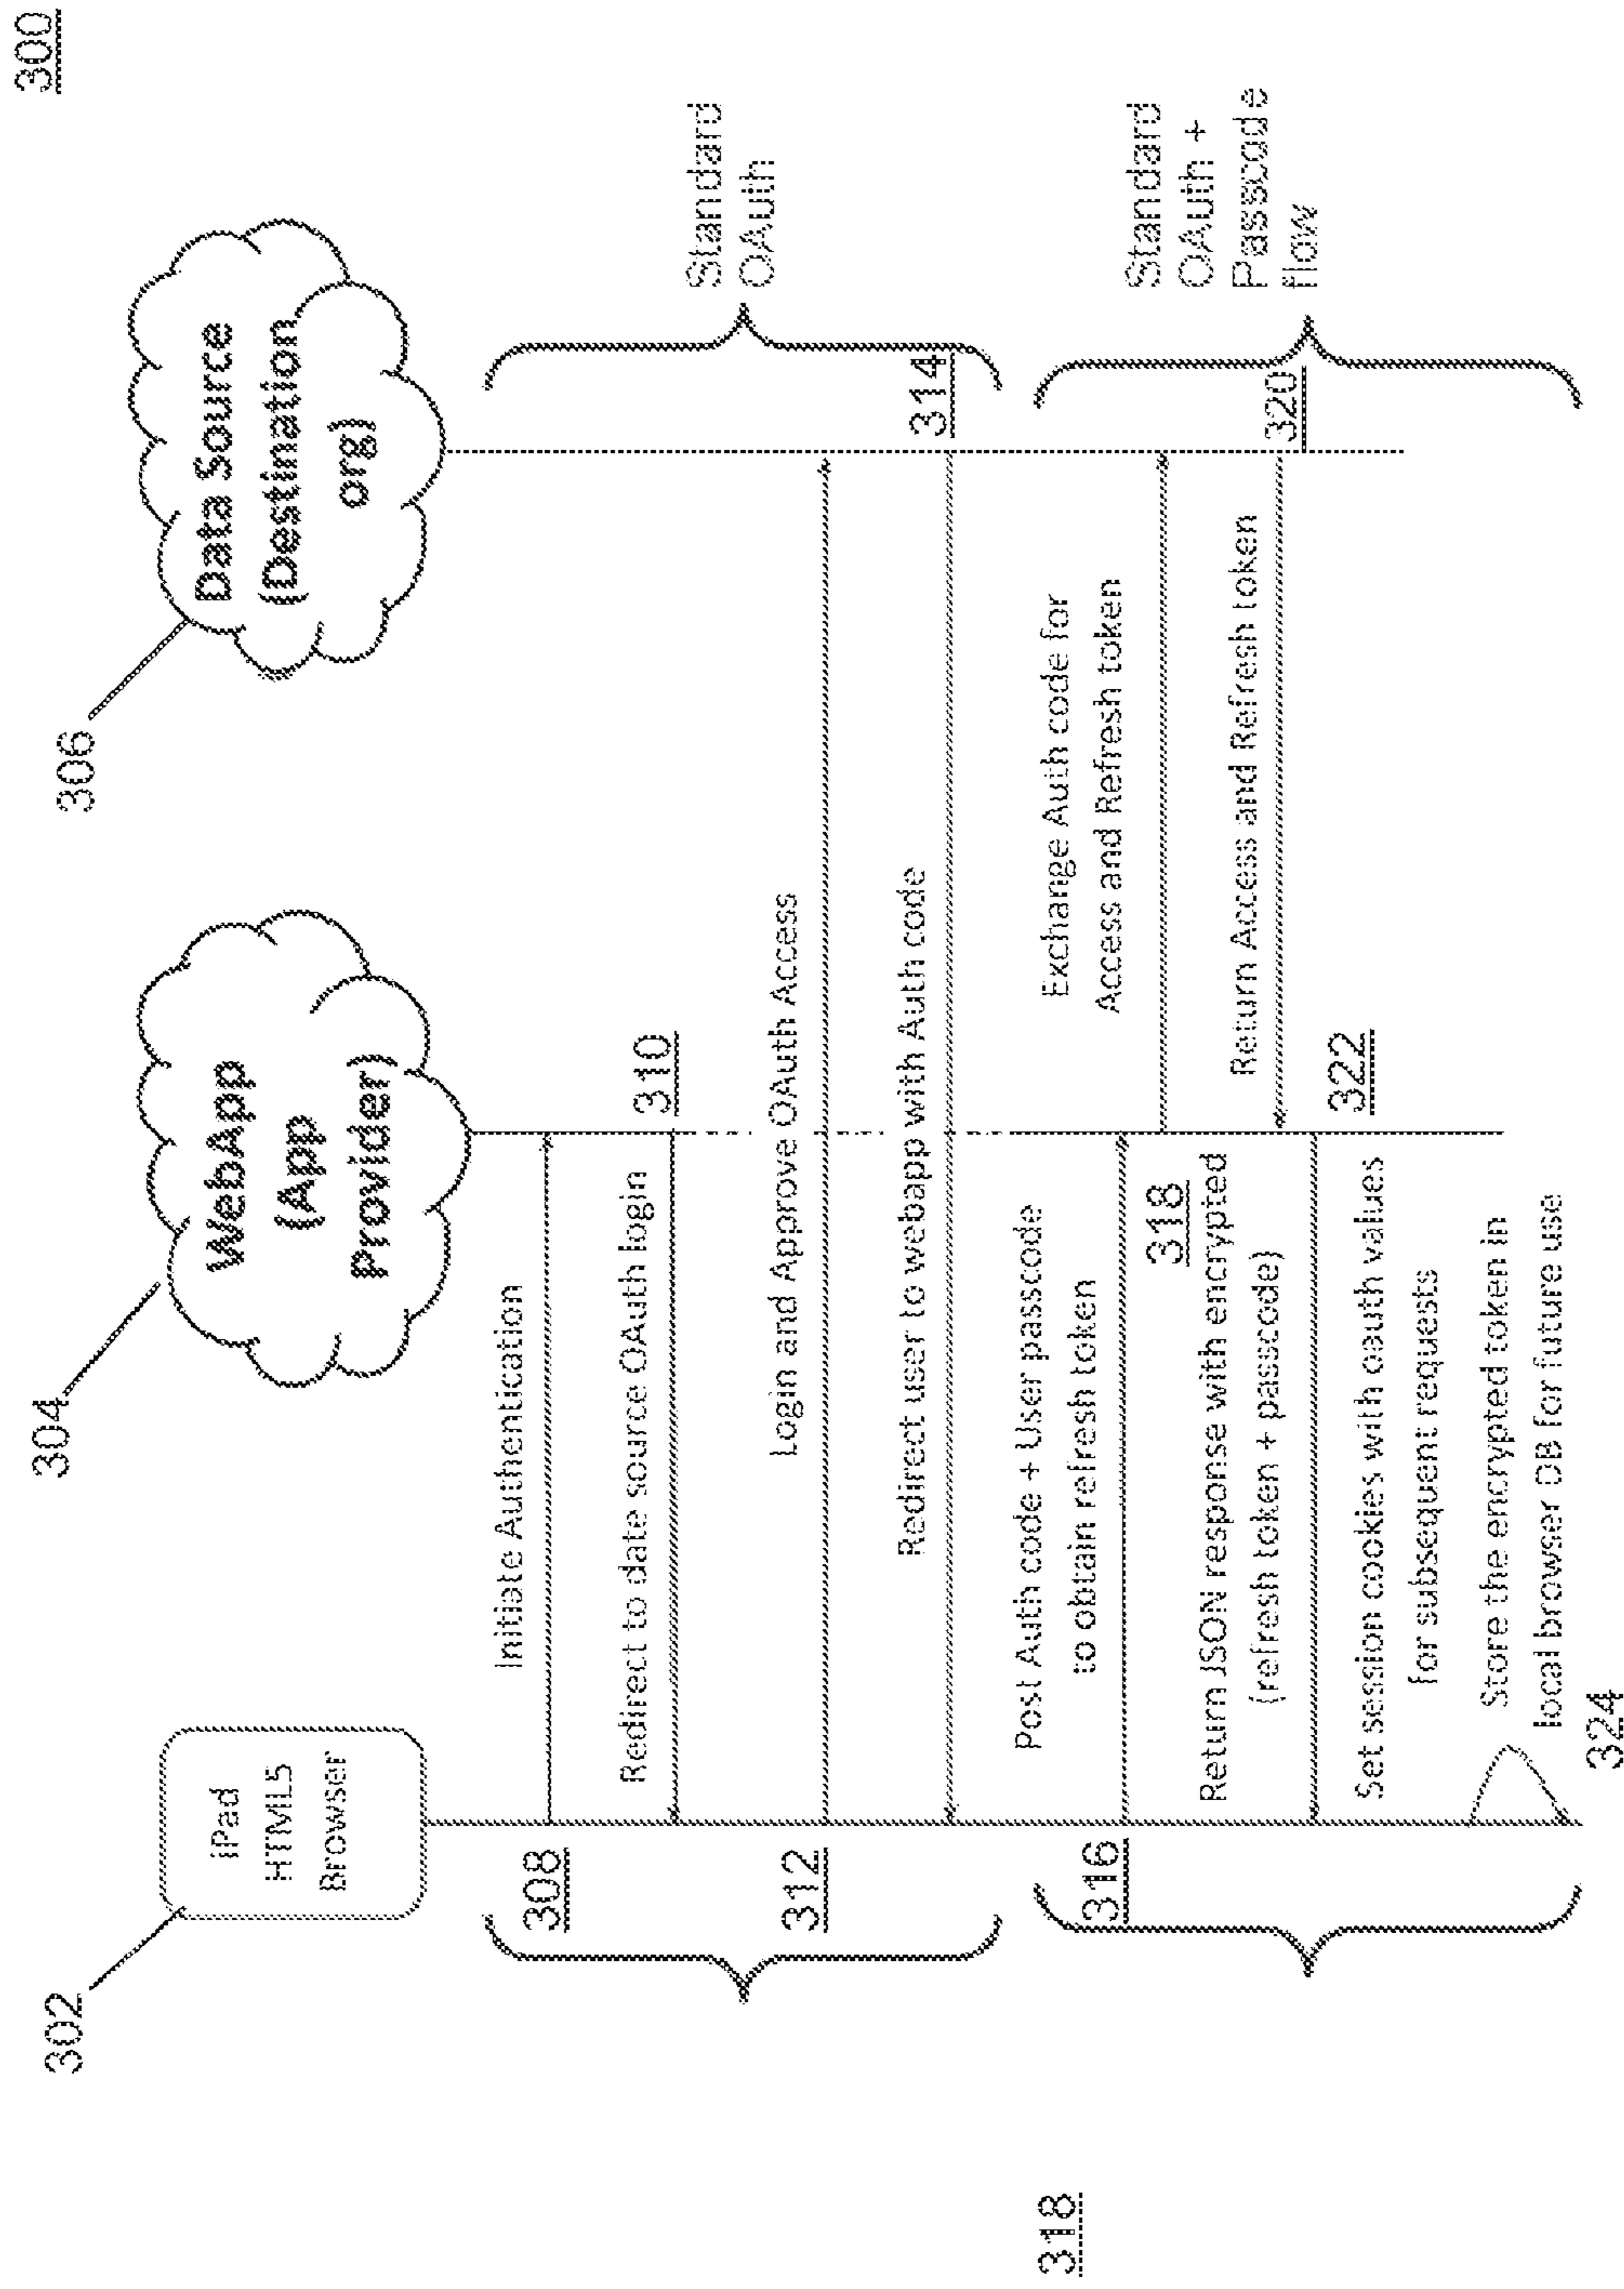 300
302
iPad
HTML5
Browser
304
WebApp
(App
Provider)
306
Data Source
(Destination
org)
308
Initiate Authentication
310
Redirect to date source OAuth login
Standard
OAuth
312
Login and Approve OAuth Access
Redirect user to webapp with Auth code
314
318
316
Post Auth code + User passcode
to obtain refresh token
Exchange Auth code for
Access and Refresh token
318
Standard
OAuth +
Passcode
flow
Return JSON response with encrypted
(refresh token + passcode)
Return Access and Refresh token
320
322
Set session cookies with oauth values
for subsequent requests
Store the encrypted token in
local browser DB for future use
324